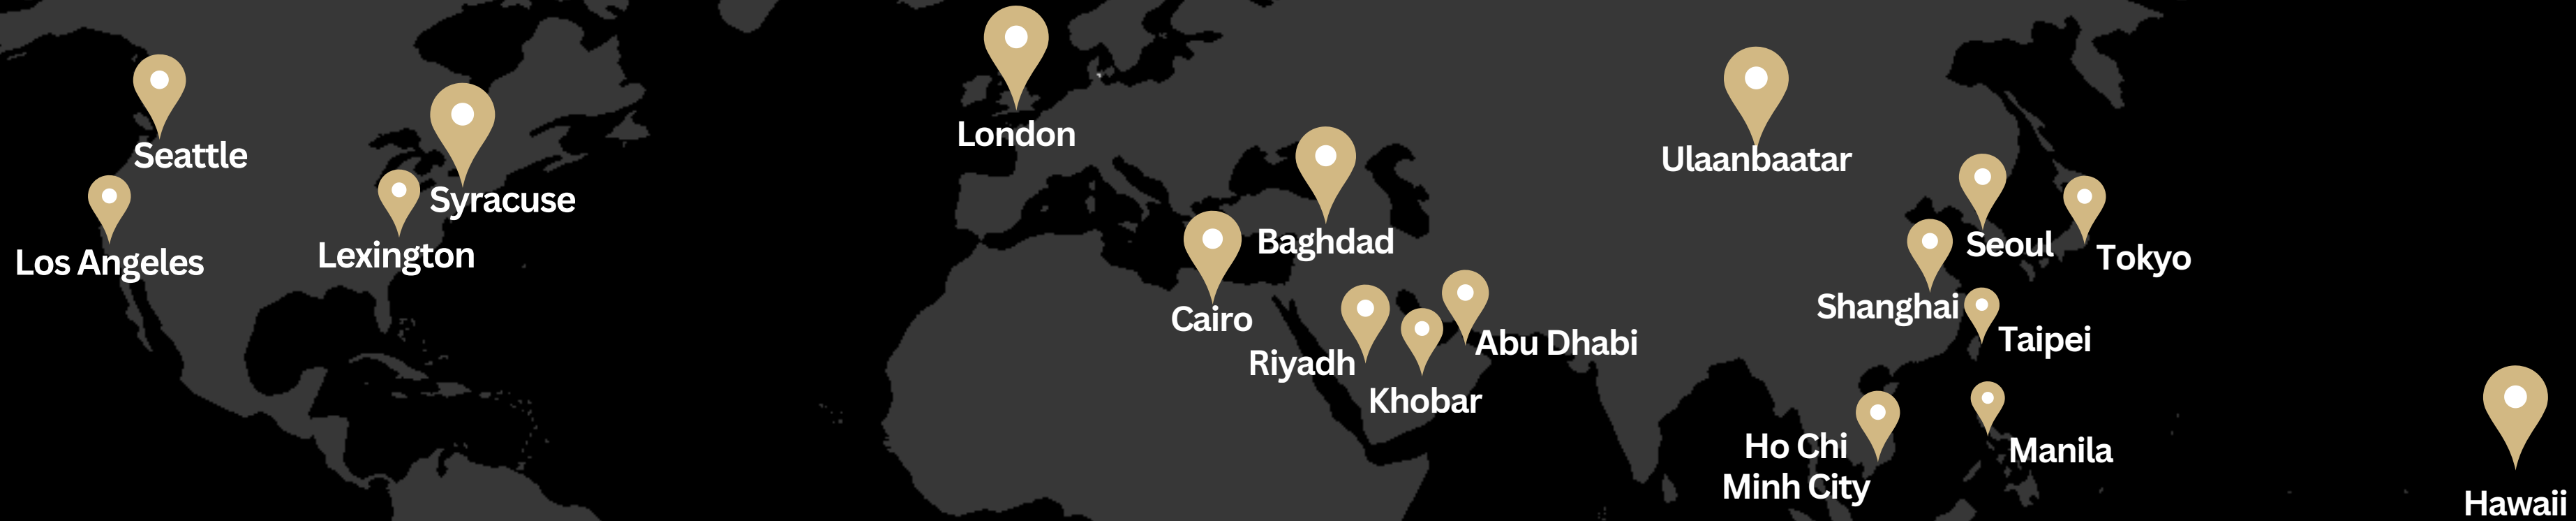 Seattle
Los Angeles
Lexington
Syracuse
London
Cairo
Baghdad
Riyadh
Khobar
Abu Dhabi
Ulaanbaatar
Seoul
Tokyo
Shanghai
Taipei
Ho Chi
Minh City
Manila
Hawaii